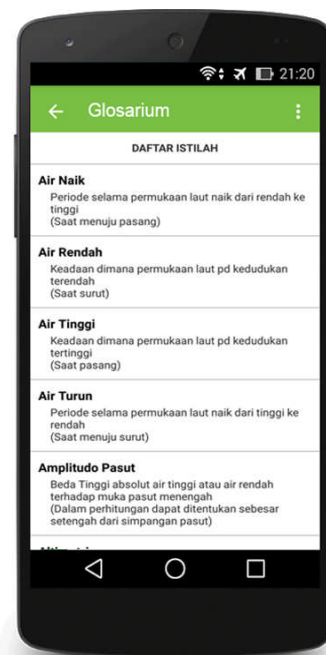 21:20
Glosarium
DAFTAR ISTILAH
Air Naik
Periode selama permukaan laut naik dari rendah ke
tinggi
(Saat menuju pasang)
Air Rendah
Keadaan dimana permukaan laut pd kedudukan
terendah
(Saat surut)
Air Tinggi
Keadaan dimana permukaan laut pd kedudukan
tertinggi
(Saat pasang)
Air Turun
Periode selama permukaan laut naik dari tinggi ke
rendah
(Saat menuju surut)
Amplitudo Pasut
Beda Tinggi absolut air tinggi atau air rendah
terhadap muka pasut menengah
(Dalam perhitungan dapat ditentukan sebesar
setengah dari simpangan pasut)